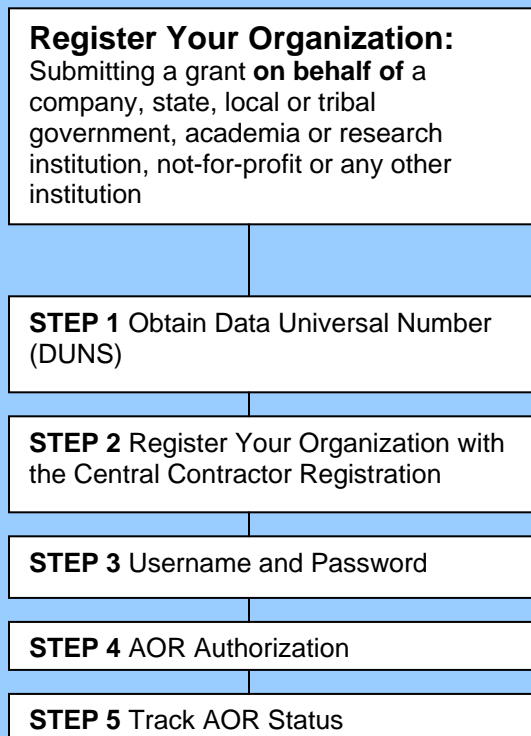 Register Your Organization:
Submitting a grant on behalf of a
company, state, local or tribal
government, academia or research
institution, not-for-profit or any other
institution
STEP 1 Obtain Data Universal Number
(DUNS)
STEP 2 Register Your Organization with
the Central Contractor Registration
STEP 3 Username and Password
STEP 4 AOR Authorization
STEP 5 Track AOR Status